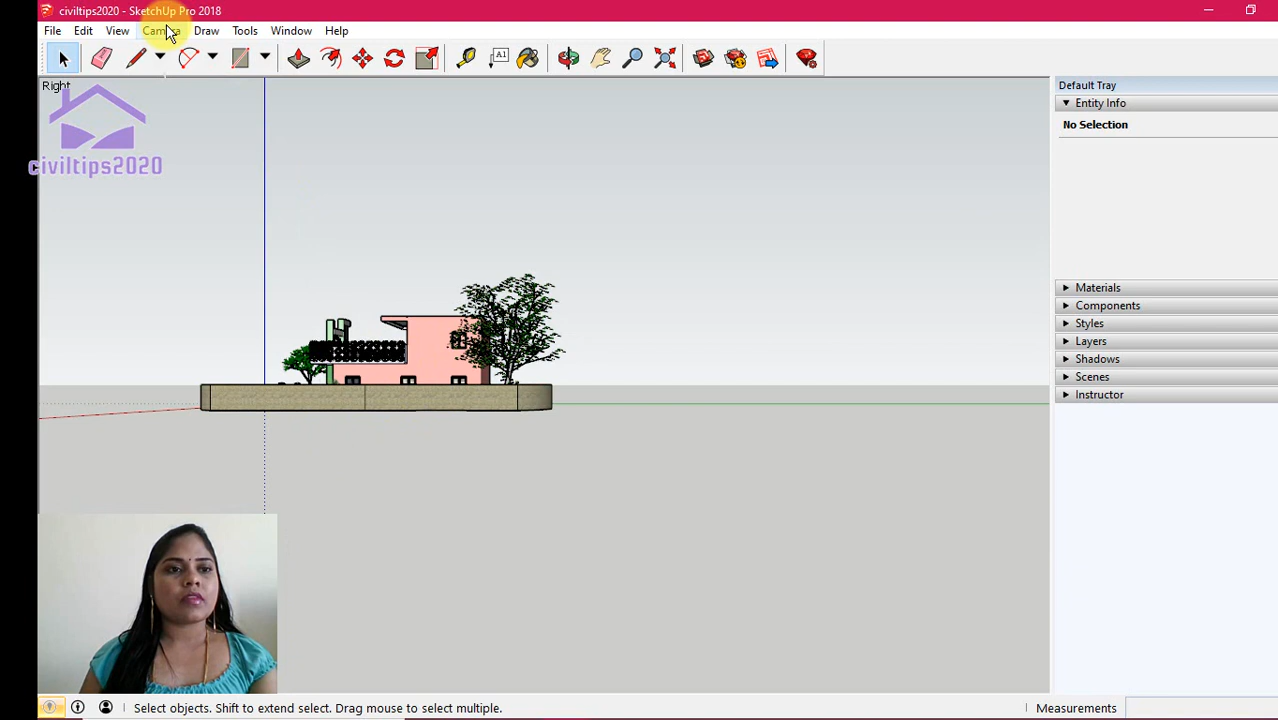 civiltips2020 - SketchUp Pro 2018
File Edit View Camera Draw Tools Window Help
Right
civiltips2020
Default Tray
Entity Info
No Selection
Materials
Components
Styles
Layers
Shadows
Scenes
Instructor
Select objects. Shift to extend select. Drag mouse to select multiple.
Measurements